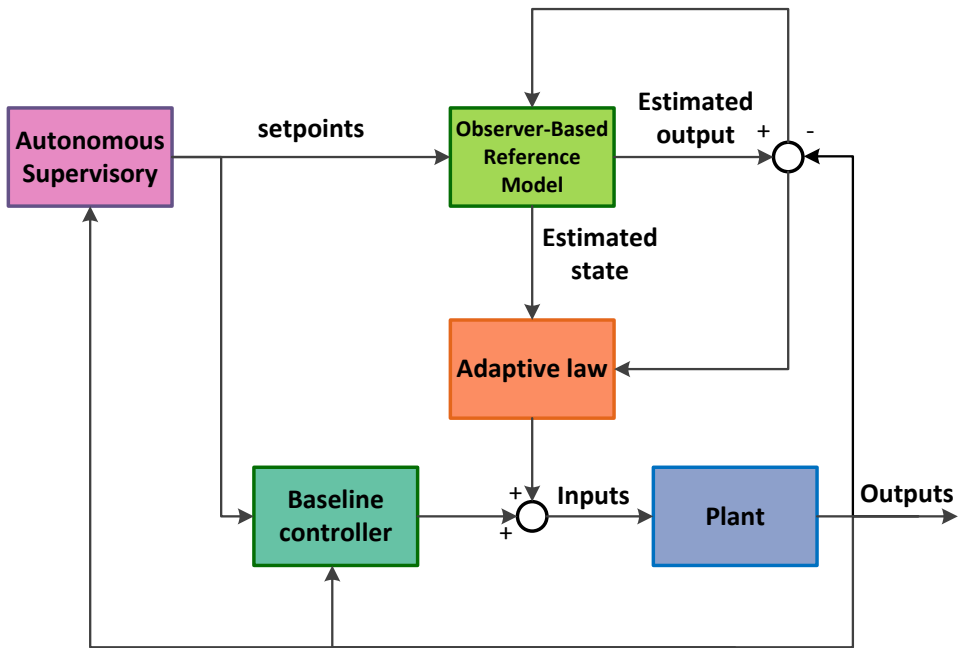 Autonomous
Supervisory
setpoints
Observer-Based
Reference
Model
Estimated
output
+
-
Estimated
state
Adaptive law
Baseline
controller
+
+
Inputs
Plant
Outputs